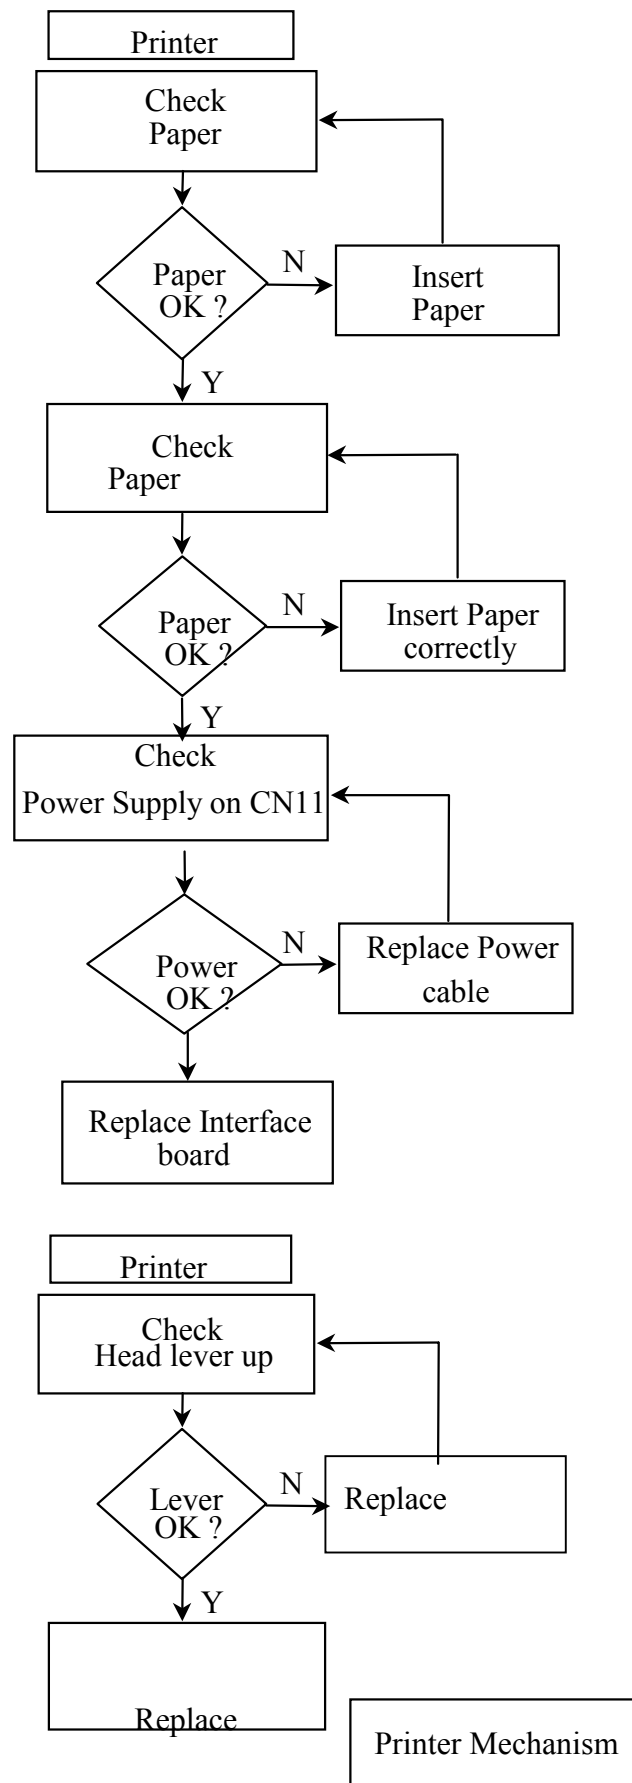 Printer
Check
Paper
Paper
OK ?
N
Insert
Paper
Y
Check
Paper
Paper
OK ?
N
Insert Paper
correctly
Y
Check
Power Supply on CN11
Power
OK ?
N
Replace Power
cable
Replace Interface
board
Printer
Check
Head lever up
Lever
OK ?
N
Replace
Y
Replace
Printer Mechanism